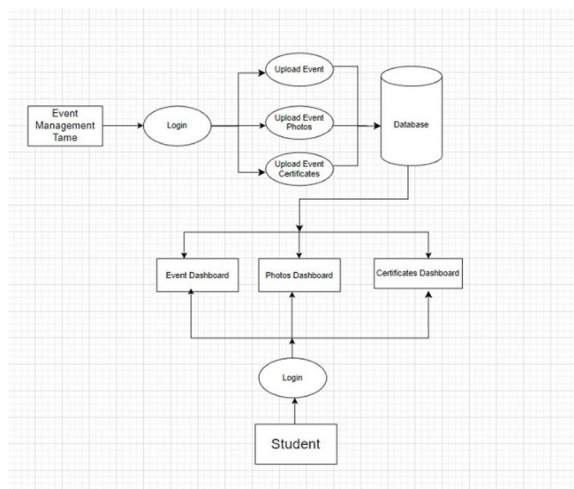 Upload Event
Event
Management
Tame
Login
Upload Event
Photos
Database
Upload Event
Certificates
Event Dashboard
Photos Dashboard
Certificates Dashboard
Login
Student